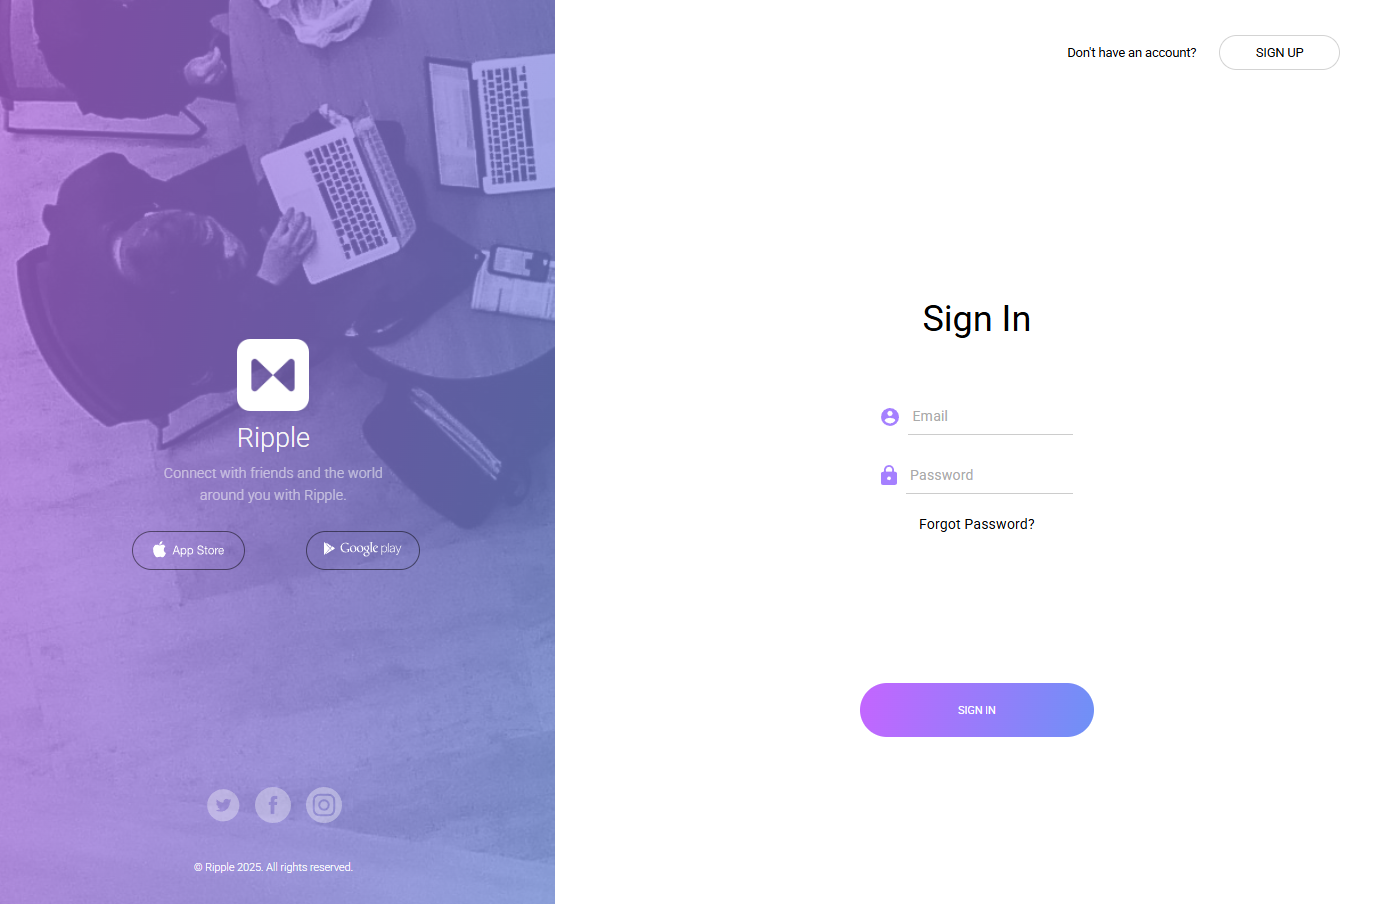 Don't have an account?
SIGN UP
Sign In
Email
Password
Forgot Password?
SIGN IN
Ripple
Connect with friends and the world
around you with Ripple.
App Store
Google play
© Ripple 2025. All rights reserved.